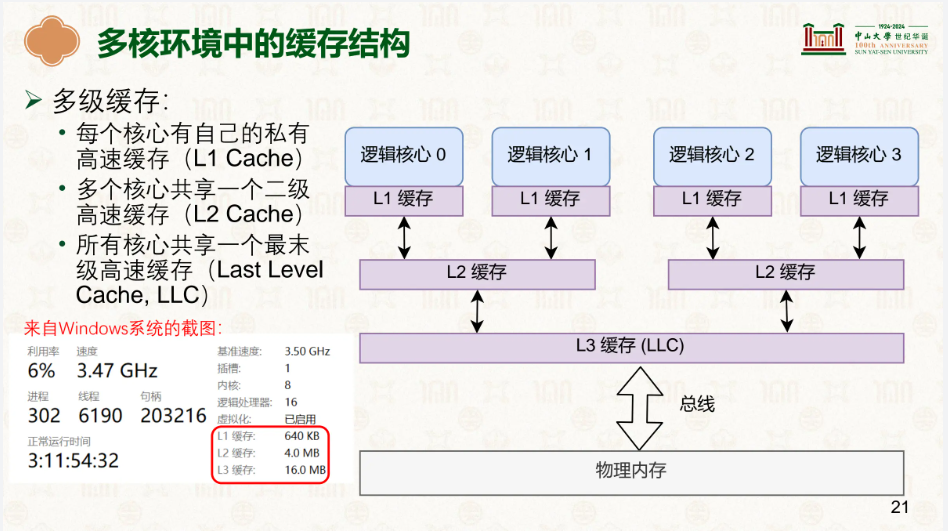 多核环境中的缓存结构
1924-2024
中山大學 世纪华诞
100th ANNIVERSARY
SUN YAT-SEN UNIVERSITY
➢ 多级缓存：
• 每个核心有自己的私有
高速缓存（L1 Cache）
• 多个核心共享一个二级
高速缓存（L2 Cache）
• 所有核心共享一个最末
级高速缓存（Last Level
Cache, LLC）
来自Windows系统的截图：
利用率 速度
6% 3.47 GHz
进程 线程 句柄
302 6190 203216
正常运行时间
3:11:54:32
基准速度: 3.50 GHz
插槽: 1
内核: 8
逻辑处理器: 16
虚拟化: 已启用
L1 缓存: 640 KB
L2 缓存: 4.0 MB
L3 缓存: 16.0 MB
逻辑核心 0 逻辑核心 1 逻辑核心 2 逻辑核心 3
L1 缓存 L1 缓存 L1 缓存 L1 缓存
L2 缓存 L2 缓存
L3 缓存 (LLC)
总线
物理内存
21